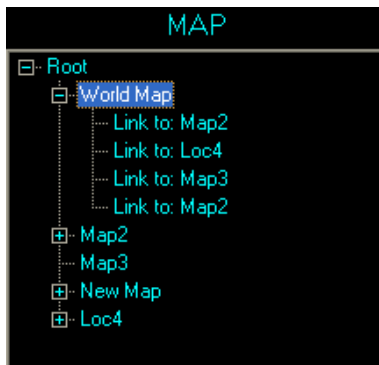 MAP
Root
World Map
Link to: Map2
Link to: Loc4
Link to: Map3
Link to: Map2
Map2
Map3
New Map
Loc4